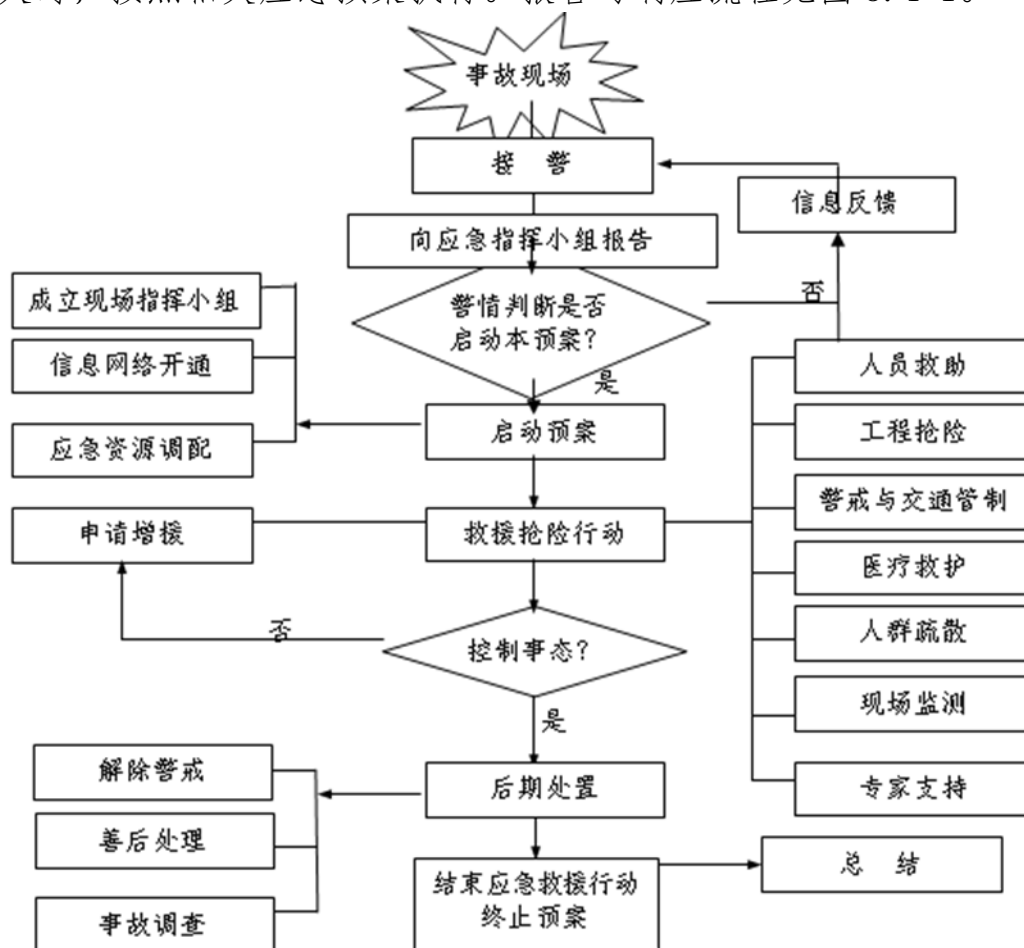 事故现场
接 警
信息反馈
向应急指挥小组报告
成立现场指挥小组
警情判断是否
启动本预案？
否
信息网络开通
人员救助
是
启动预案
工程抢险
应急资源调配
警戒与交通管制
申请增援
救援抢险行动
医疗救护
否
人群疏散
控制事态？
现场监测
是
解除警戒
后期处置
专家支持
善后处理
总 结
结束应急救援行动
终止预案
事故调查